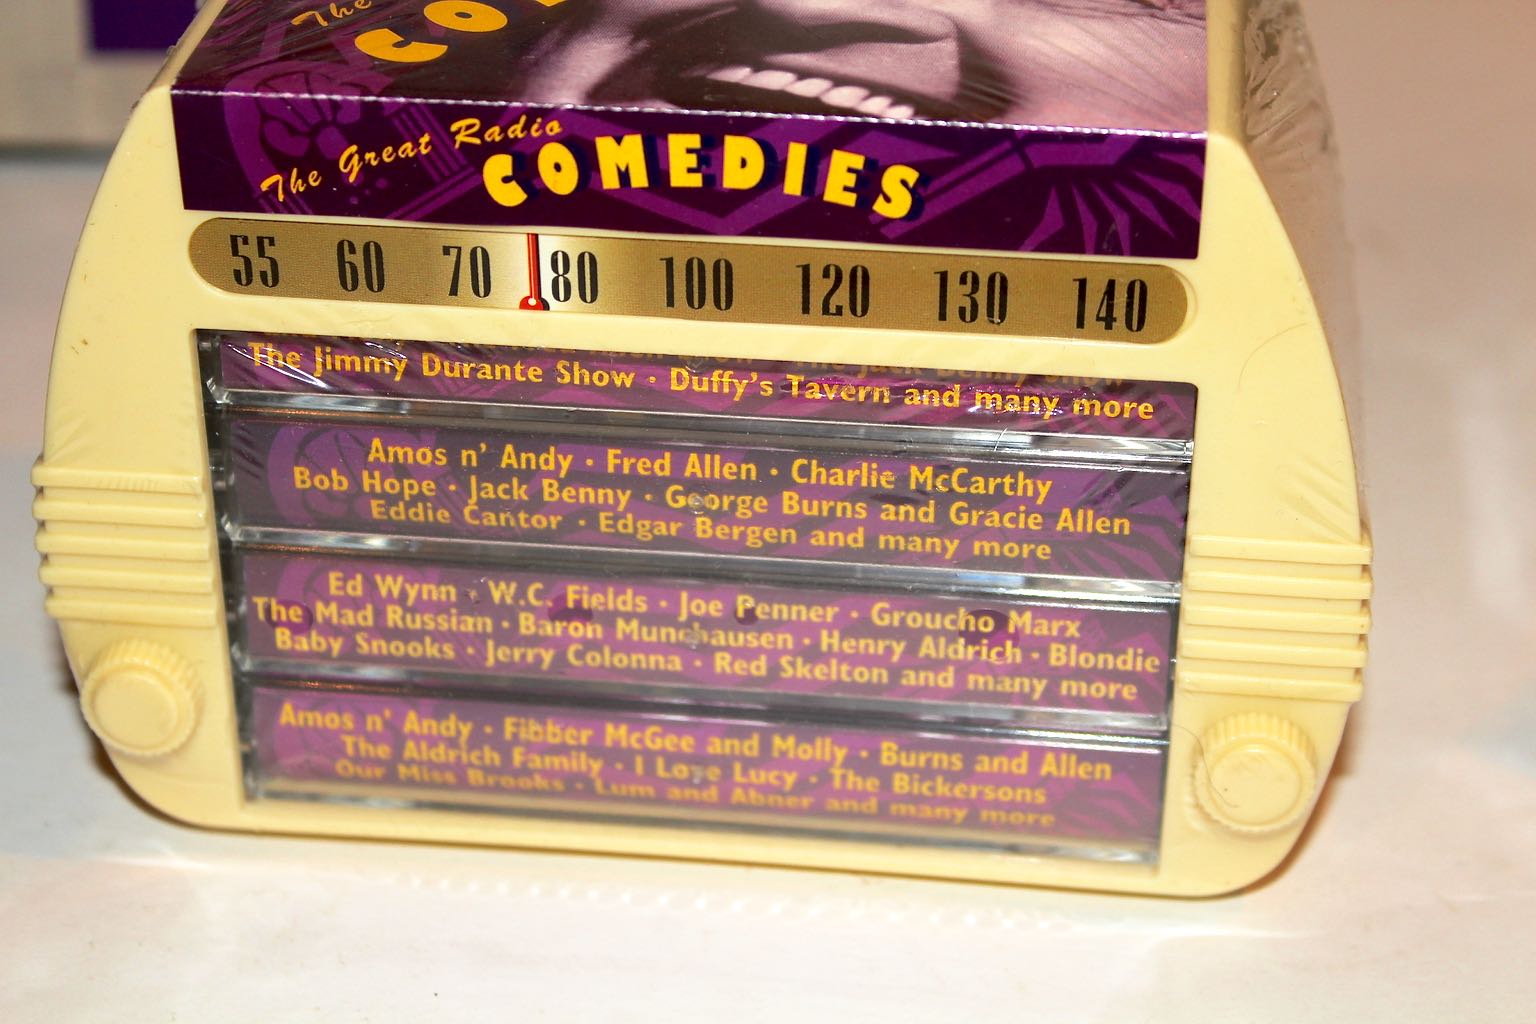 The
The Great Radio
COMEDIES
55 60 70 80 100 120 130 140
The Jimmy Durante Show · Duffy's Tavern and many more
Amos n' Andy · Fred Allen · Charlie McCarthy
Bob Hope · Jack Benny · George Burns and Gracie Allen
Eddie Cantor · Edgar Bergen and many more
Ed Wynn · W.C. Fields · Joe Penner · Groucho Marx
The Mad Russian · Baron Munchausen · Henry Aldrich · Blondie
Baby Snooks · Jerry Colonna · Red Skelton and many more
Amos n' Andy · Fibber McGee and Molly · Burns and Allen
The Aldrich Family · I Love Lucy · The Bickersons
Our Miss Brooks · Lum and Abner and many more